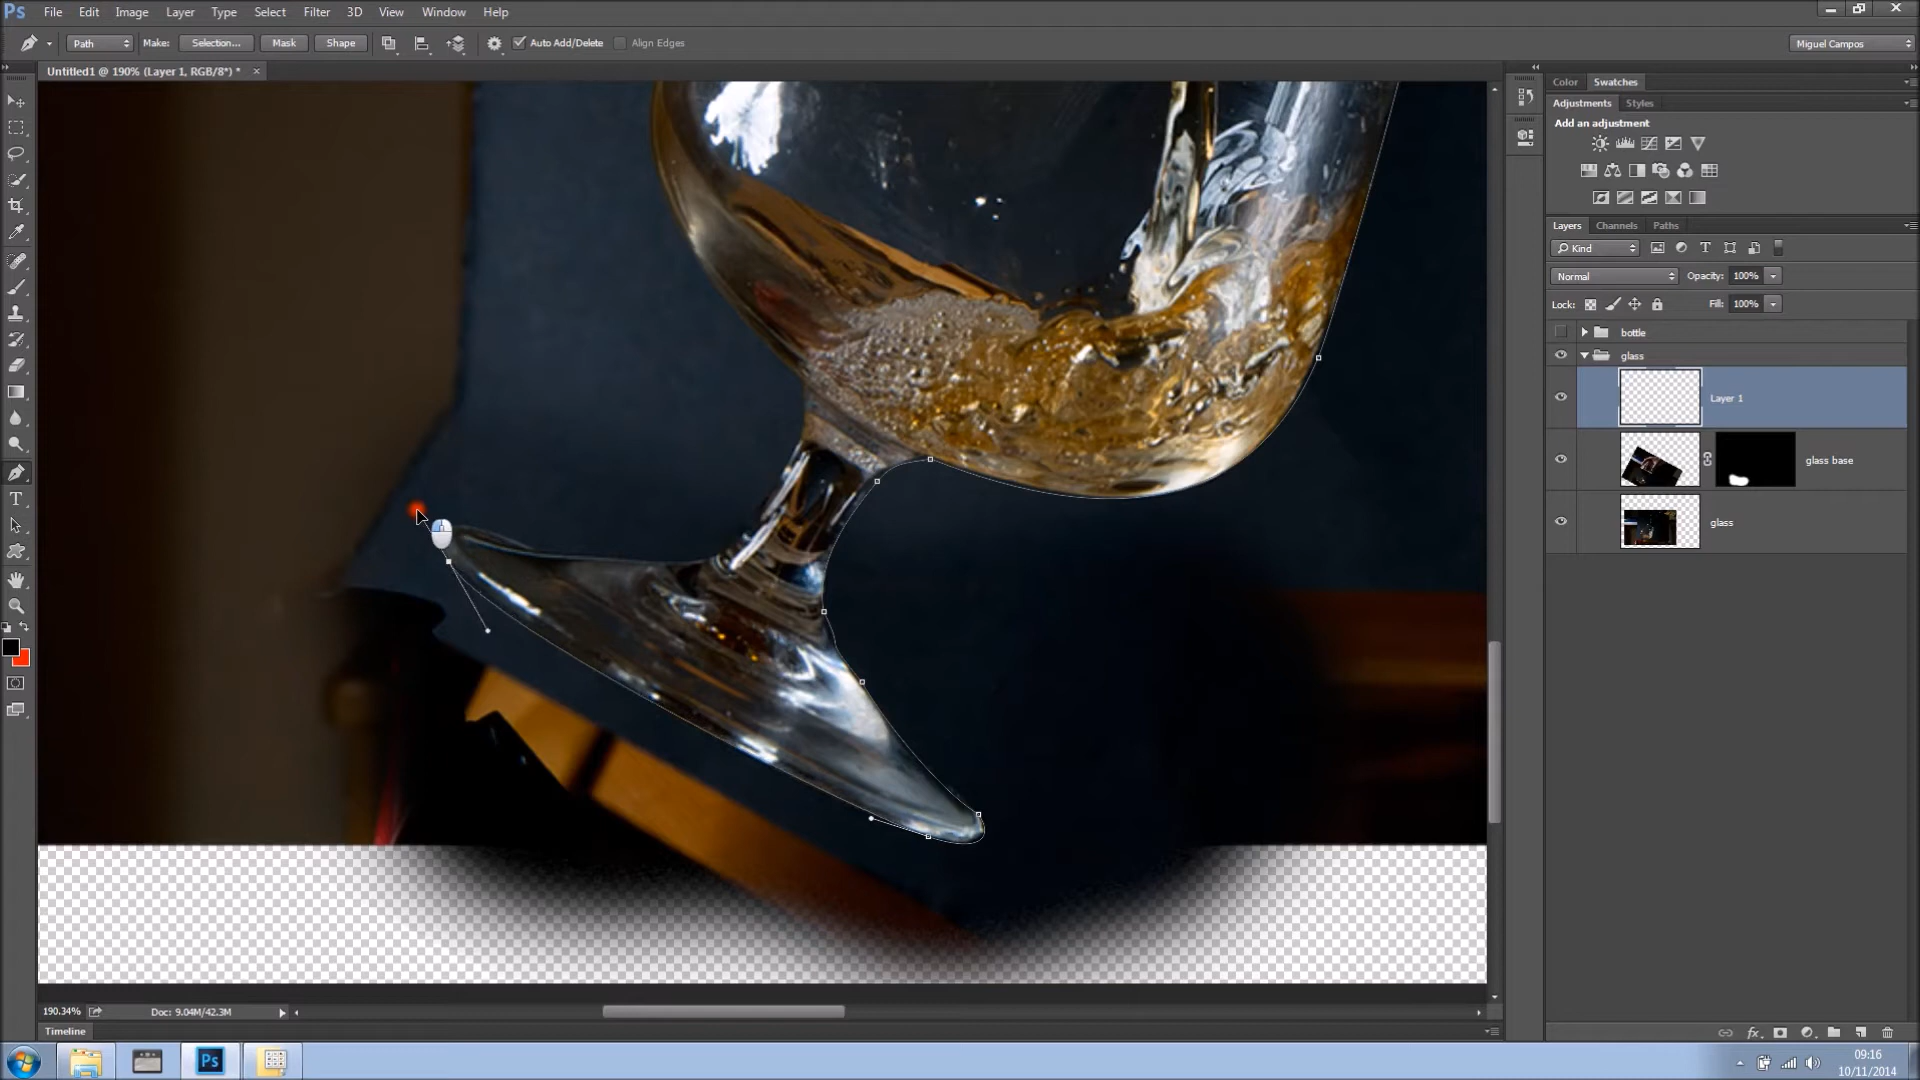 Ps File Edit Image Layer Type Select Filter 3D View Window Help
Path Make: Selection... Mask Shape Auto Add/Delete Align Edges Miguel Campos
Untitled1 @ 190% (Layer 1, RGB/8*) * ×
Color Swatches
Adjustments Styles
Add an adjustment
Layers Channels Paths
Kind
Normal Opacity: 100%
Lock: Fill: 100%
bottle
glass
Layer 1
glass base
glass
190.34% Doc: 9.04M/42.3M
Timeline
Ps
09:16
10/11/2014